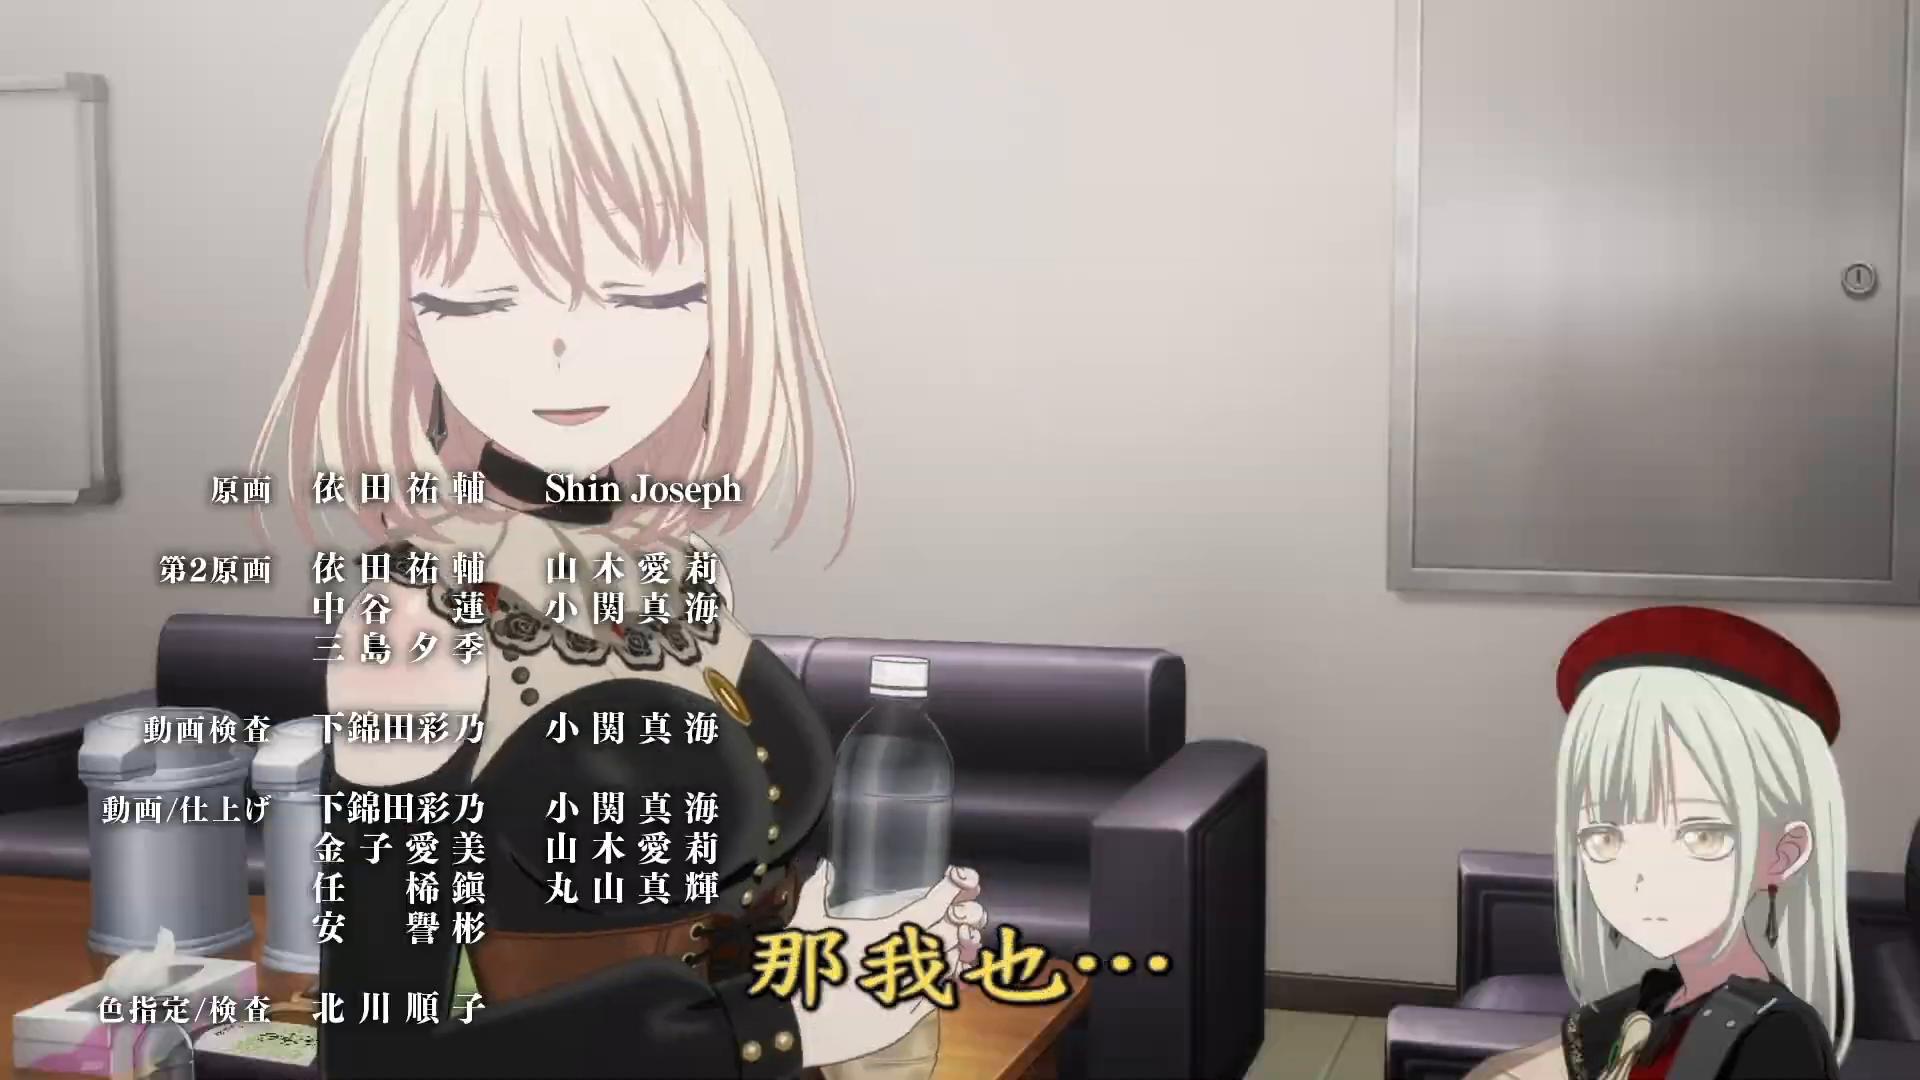 原画 依田祐輔 Shin Joseph
第2原画 依田祐輔 山木愛莉
中谷 蓮 小関真海
三島夕季
動画検査 下錦田彩乃 小関真海
動画/仕上げ 下錦田彩乃 小関真海
金子愛美 山木愛莉
任 桸鎭 丸山真輝
安 譽彬
那我也…
色指定/検査 北川順子